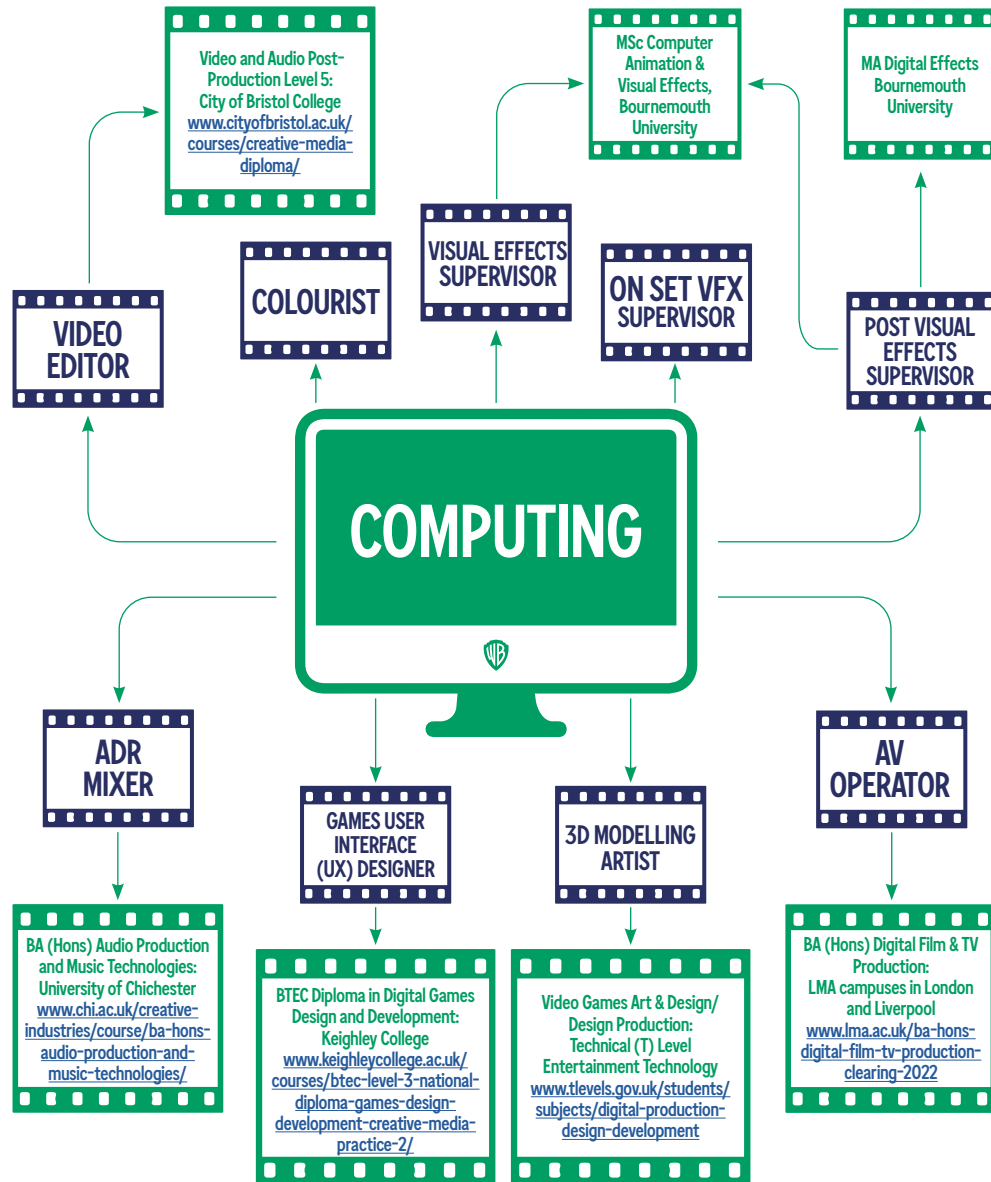 Video and Audio Post-
Production Level 5:
City of Bristol College
www.cityofbristol.ac.uk/
courses/creative-media-
diploma/
MSc Computer
Animation &
Visual Effects,
Bournemouth
University
MA Digital Effects
Bournemouth
University
VIDEO
EDITOR
COLOURIST
VISUAL EFFECTS
SUPERVISOR
ON SET VFX
SUPERVISOR
POST VISUAL
EFFECTS
SUPERVISOR
COMPUTING
WB
ADR
MIXER
GAMES USER
INTERFACE
(UX) DESIGNER
3D MODELLING
ARTIST
AV
OPERATOR
BA (Hons) Audio Production
and Music Technologies:
University of Chichester
www.chi.ac.uk/creative-
industries/course/ba-hons-
audio-production-and-
music-technologies/
BTEC Diploma in Digital Games
Design and Development:
Keighley College
www.keighleycollege.ac.uk/
courses/btec-level-3-national-
diploma-games-design-
development-creative-media-
practice-2/
Video Games Art & Design/
Design Production:
Technical (T) Level
Entertainment Technology
www.tlevels.gov.uk/students/
subjects/digital-production-
design-development
BA (Hons) Digital Film & TV
Production:
LMA campuses in London
and Liverpool
www.lma.ac.uk/ba-hons-
digital-film-tv-production-
clearing-2022